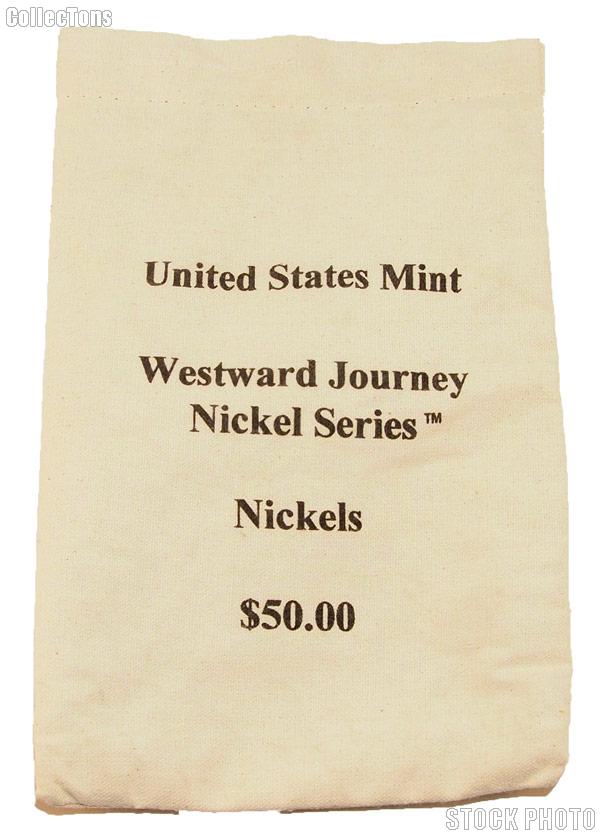 CollecTons
United States Mint
Westward Journey
Nickel Series™
Nickels
$50.00
STOCK PHOTO